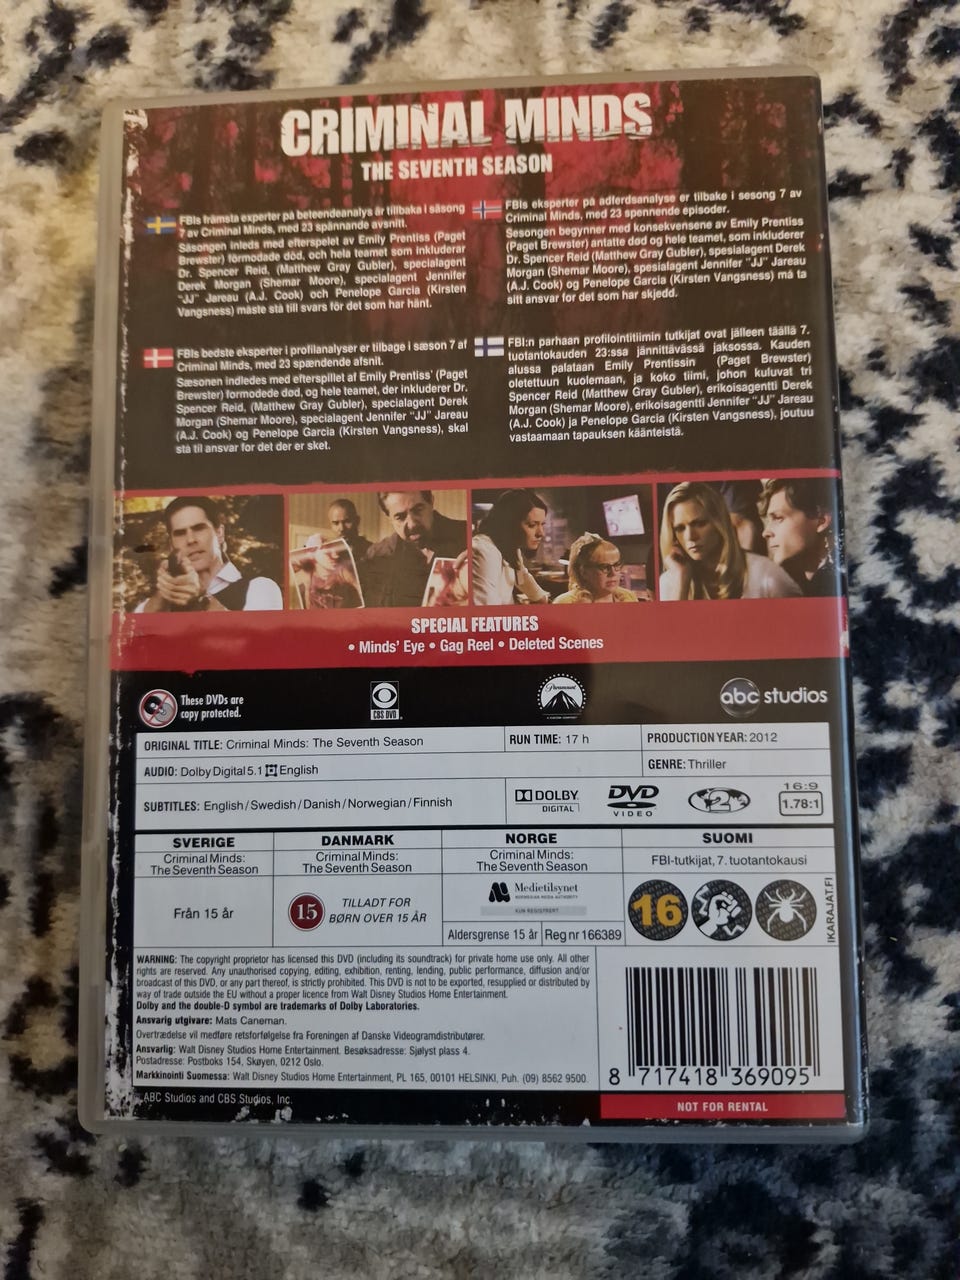 CRIMINAL MINDS
THE SEVENTH SEASON
FBIs främsta experter på beteendeanalys är tillbaka i säsong
7 av Criminal Minds, med 23 spännande avsnitt.
Säsongen inleds med efterspelet av Emily Prentiss (Paget
Brewster) förmodade död, och hela teamet som inkluderar
Dr. Spencer Reid, (Matthew Gray Gubler), specialagent
Derek Morgan (Shemar Moore), specialagent Jennifer
"JJ" Jareau (A.J. Cook) och Penelope Garcia (Kirsten
Vangsness) måste stå till svars för det som har hänt.
FBIs eksperter på adferdsanalyse er tilbake i sesong 7 av
Criminal Minds, med 23 spennende episoder.
Sesongen begynner med konsekvensene av Emily Prentiss
(Paget Brewster) antatte død og hele teamet, som inkluderer
Dr. Spencer Reid (Matthew Gray Gubler), spesialagent Derek
Morgan (Shemar Moore), spesialagent Jennifer "JJ" Jareau
(A.J. Cook) og Penelope Garcia (Kirsten Vangsness) må ta
sitt ansvar for det som har skjedd.
FBIs bedste eksperter i profilanalyser er tilbage i sæson 7 af
Criminal Minds, med 23 spændende afsnit.
Sæsonen indledes med efterspillet af Emily Prentiss' (Paget
Brewster) formodede død, og hele teamet, der inkluderer Dr.
Spencer Reid, (Matthew Gray Gubler), specialagent Derek
Morgan (Shemar Moore), specialagent Jennifer "JJ" Jareau
(A.J. Cook) og Penelope Garcia (Kirsten Vangsness), skal
stå til ansvar for det der er sket.
FBI:n parhaan profilointitiimin tutkijat ovat jälleen täällä 7.
tuotantokauden 23:ssa jännittävässä jaksossa. Kauden
alussa palataan Emily Prentissin (Paget Brewster)
oletettuun kuolemaan, ja koko tiimi, johon kuluvat tri
Spencer Reid (Matthew Gray Gubler), erikoisagentti Derek
Morgan (Shemar Moore), erikoisagentti Jennifer "JJ" Jareau
(A.J. Cook) ja Penelope Garcia (Kirsten Vangsness), joutuu
vastaamaan tapauksen käänteistä.
SPECIAL FEATURES
• Minds' Eye • Gag Reel • Deleted Scenes
These DVDs are
copy protected.
CBS DVD
Paramount
abc studios
ORIGINAL TITLE: Criminal Minds: The Seventh Season
RUN TIME: 17 h
PRODUCTION YEAR: 2012
AUDIO: Dolby Digital 5.1 English
GENRE: Thriller
SUBTITLES: English/Swedish/Danish/Norwegian/Finnish
DOLBY
DIGITAL
DVD
VIDEO
2
16:9
1.78:1
SVERIGE
Criminal Minds:
The Seventh Season
Från 15 år
DANMARK
Criminal Minds:
The Seventh Season
15
TILLADT FOR
BØRN OVER 15 ÅR
NORGE
Criminal Minds:
The Seventh Season
Medietilsynet
NORWEGIAN MEDIA AUTHORITY
KUN REGISTRERT
Aldersgrense 15 år
Reg nr 166389
SUOMI
FBI-tutkijat, 7. tuotantokausi
16
IKARAJAT.FI
WARNING: The copyright proprietor has licensed this DVD (including its soundtrack) for private home use only. All other
rights are reserved. Any unauthorised copying, editing, exhibition, renting, lending, public performance, diffusion and/or
broadcast of this DVD, or any part thereof, is strictly prohibited. This DVD is not to be exported, resupplied or distributed by
way of trade outside the EU without a proper licence from Walt Disney Studios Home Entertainment.
Dolby and the double-D symbol are trademarks of Dolby Laboratories.
Ansvarig utgivare: Mats Caneman.
Overtrædelse vil medføre retsforfølgelse fra Foreningen af Danske Videogramdistributører.
Ansvarlig: Walt Disney Studios Home Entertainment. Besøksadresse: Sjølyst plass 4.
Postadresse: Postboks 154, Skøyen, 0212 Oslo.
Markkinointi Suomessa: Walt Disney Studios Home Entertainment, PL 165, 00101 HELSINKI, Puh. (09) 8562 9500.
8 717418 369095
ABC Studios and CBS Studios, Inc.
NOT FOR RENTAL